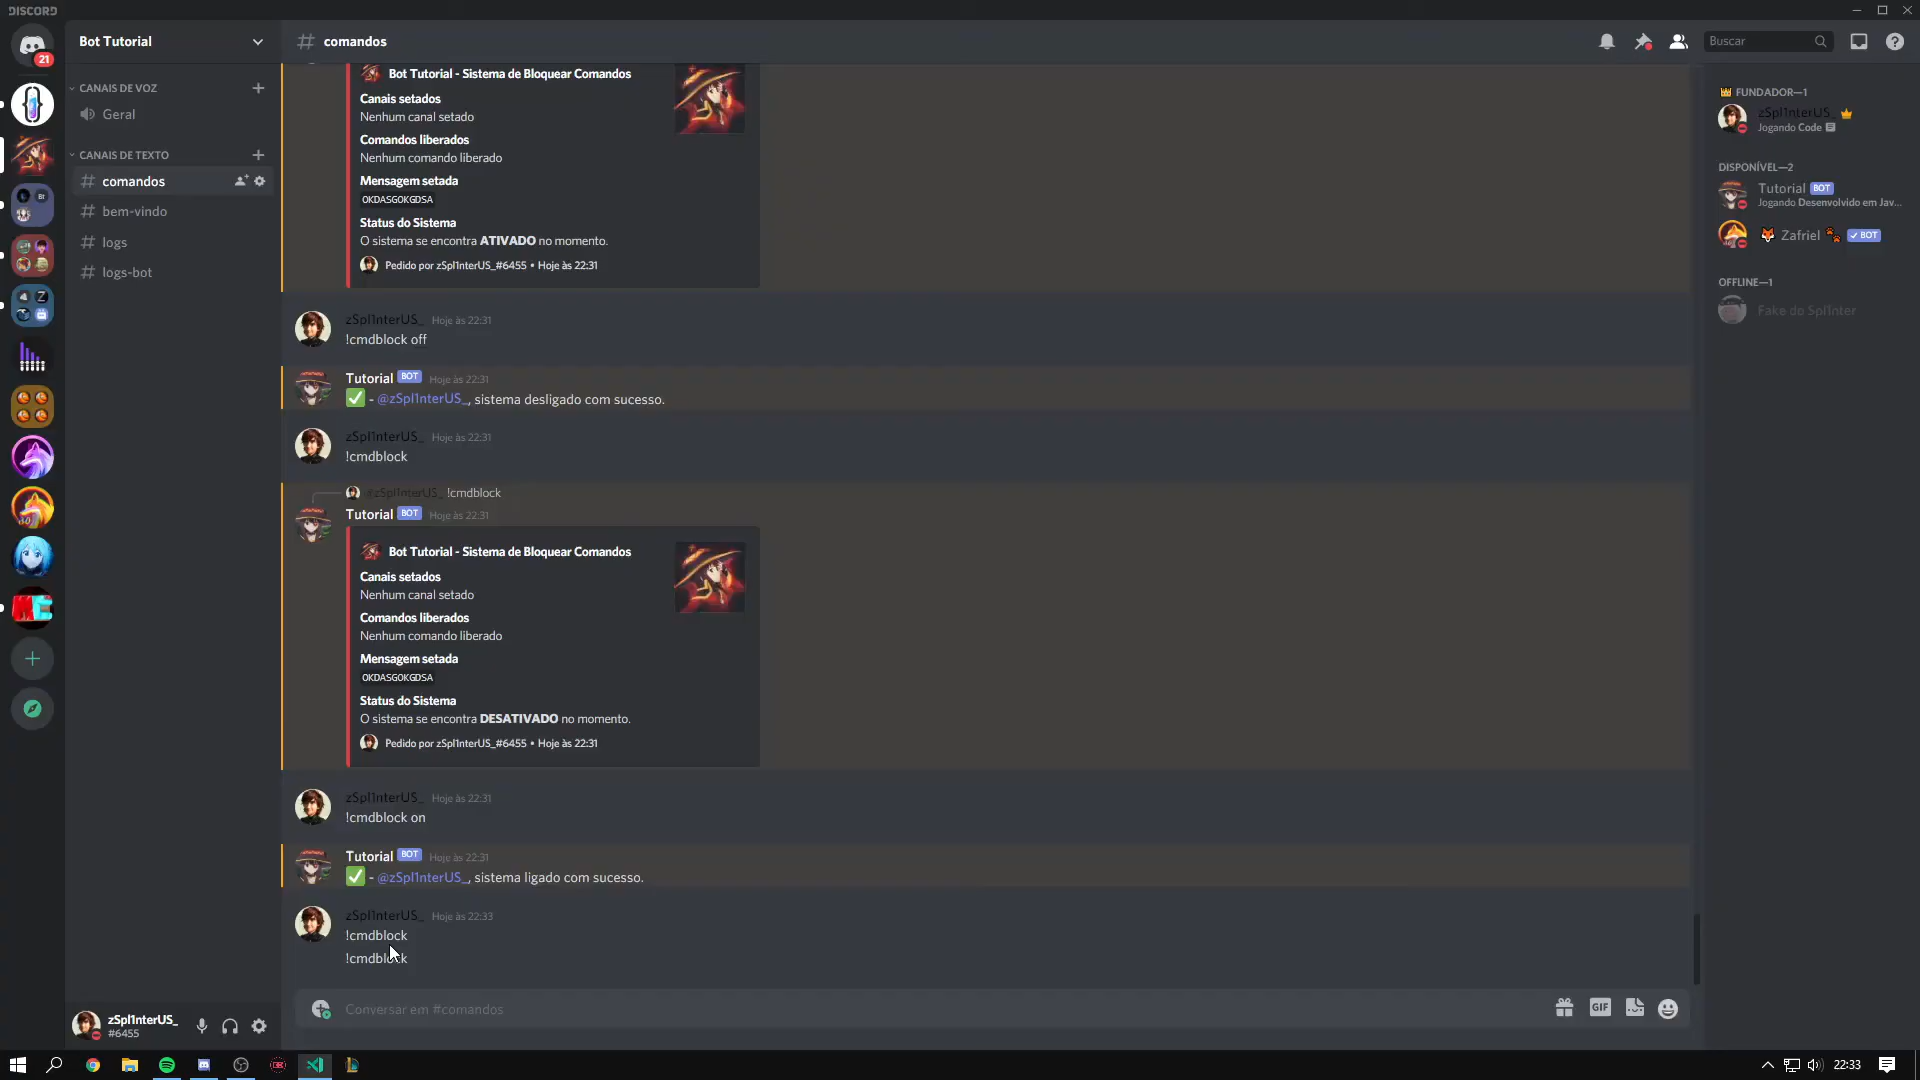 DISCORD
21
Bot Tutorial
CANAIS DE VOZ
Geral
CANAIS DE TEXTO
comandos
bem-vindo
logs
logs-bot
zSpl1nterUS_
#6455
comandos
Buscar
Bot Tutorial - Sistema de Bloquear Comandos
Canais setados
Nenhum canal setado
Comandos liberados
Nenhum comando liberado
Mensagem setada
OKDASGOKGDSA
Status do Sistema
O sistema se encontra ATIVADO no momento.
Pedido por zSpl1nterUS_#6455 • Hoje às 22:31
zSpl1nterUS_ Hoje às 22:31
!cmdblock off
Tutorial BOT Hoje às 22:31
- @zSpl1nterUS_, sistema desligado com sucesso.
zSpl1nterUS_ Hoje às 22:31
!cmdblock
@zSpl1nterUS_ !cmdblock
Tutorial BOT Hoje às 22:31
Bot Tutorial - Sistema de Bloquear Comandos
Canais setados
Nenhum canal setado
Comandos liberados
Nenhum comando liberado
Mensagem setada
OKDASGOKGDSA
Status do Sistema
O sistema se encontra DESATIVADO no momento.
Pedido por zSpl1nterUS_#6455 • Hoje às 22:31
zSpl1nterUS_ Hoje às 22:31
!cmdblock on
Tutorial BOT Hoje às 22:31
- @zSpl1nterUS_, sistema ligado com sucesso.
zSpl1nterUS_ Hoje às 22:33
!cmdblock
!cmdblock
Conversar em #comandos
GIF
FUNDADOR—1
zSpl1nterUS_
Jogando Code
DISPONÍVEL—2
Tutorial BOT
Jogando Desenvolvido em Jav...
Zafriel BOT
OFFLINE—1
Fake do Spl1nter
22:33